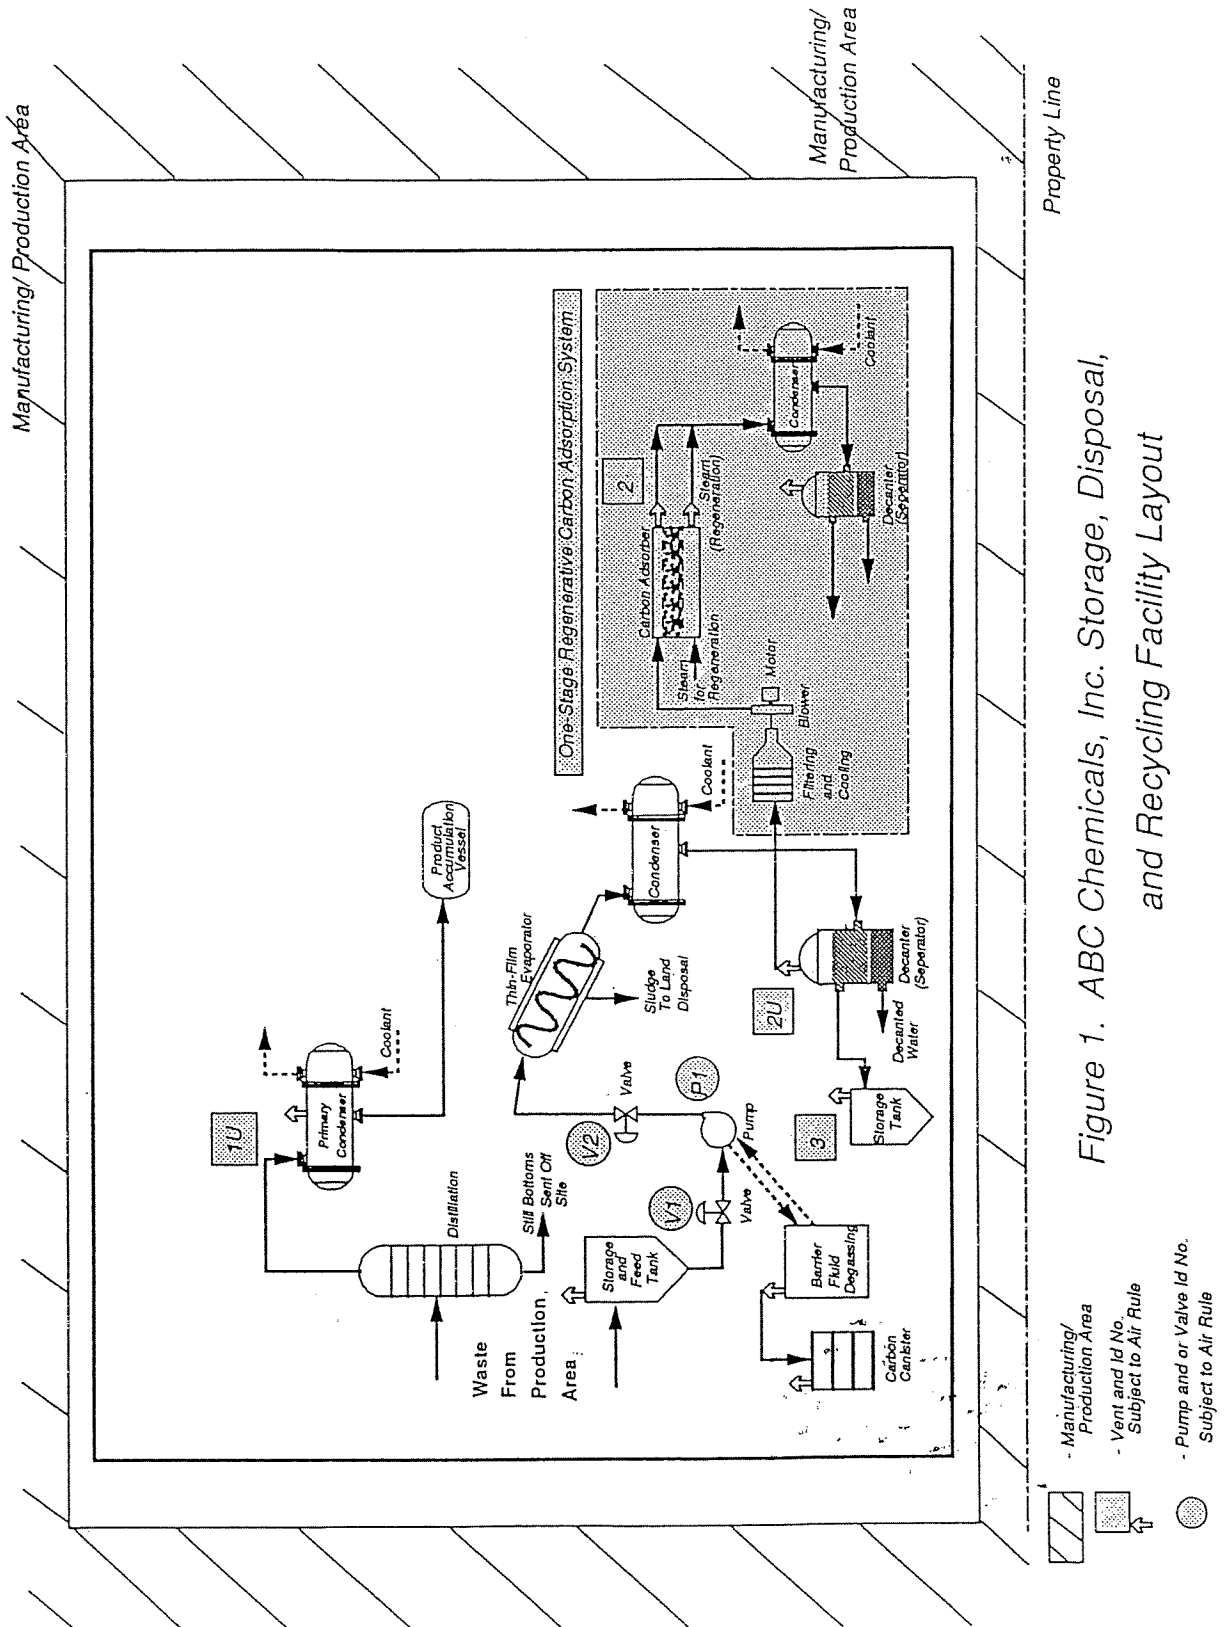 Manufacturing/ Production Area
Manufacturing/
Production Area
Property Line
1U
Primary
Condenser
Coolant
Product
Accumulation
Vessel
Distillation
Still Bottoms
Sent Off
Site
Waste
From
Production
Area
Storage
and
Feed
Tank
V1
Valve
V2
Valve
P1
Pump
Barrier
Fluid
Degassing
Carbon
Canister
Thin-Film
Evaporator
Sludge
To Land
Disposal
Condenser
Coolant
2U
Decanter
(Seperator)
Decanted
Water
3
Storage
Tank
One-Stage Regenerative Carbon Adsorption System
Filtering
and
Cooling
Blower
Motor
Carbon Adsorber
Steam
for
Regeneration
2
Steam
(Regeneration)
Condenser
Coolant
Decanter
(Seperator)
- Manufacturing/
Production Area
- Vent and Id No.
Subject to Air Rule
- Pump and or Valve Id No.
Subject to Air Rule
Figure 1. ABC Chemicals, Inc. Storage, Disposal,
and Recycling Facility Layout